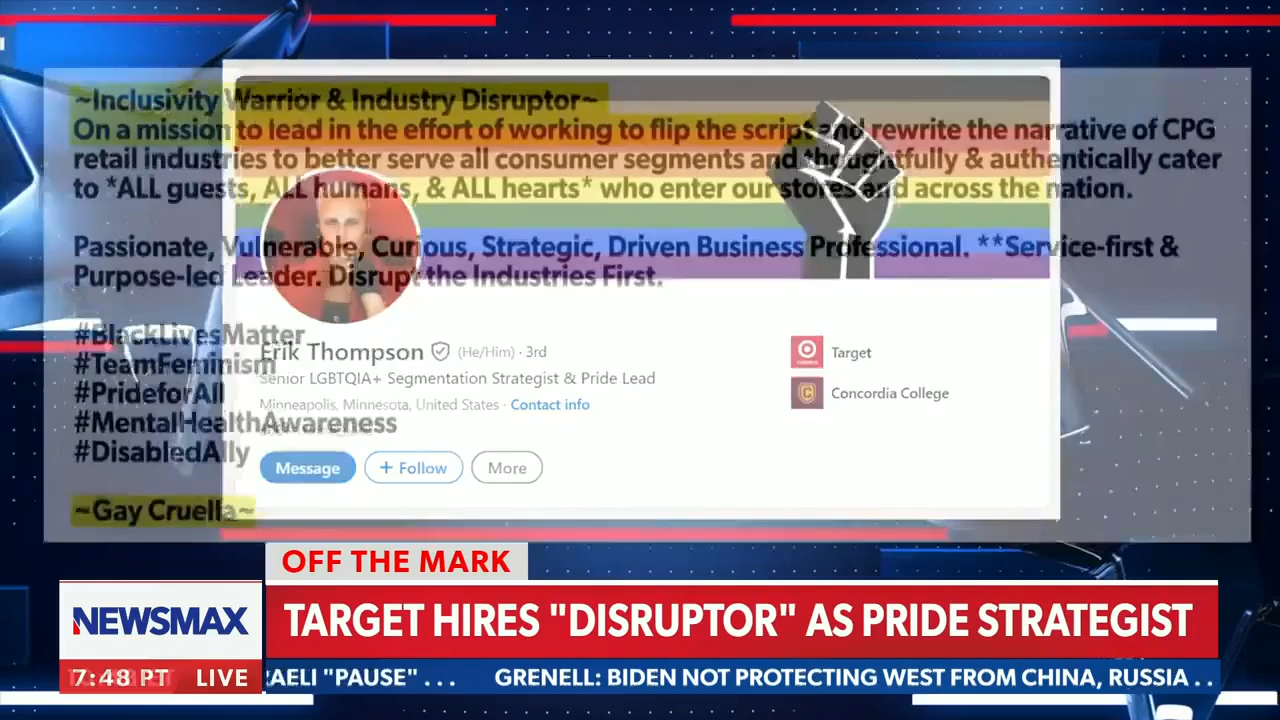 ~Inclusivity Warrior & Industry Disruptor~
On a mission to lead in the effort of working to flip the script and rewrite the narrative of CPG
retail industries to better serve all consumer segments and thoughtfully & authentically cater
to *ALL guests, ALL humans, & ALL hearts* who enter our stores and across the nation.
Passionate, Vulnerable, Curious, Strategic, Driven Business Professional. **Service-first &
Purpose-led Leader. Disrupt the Industries First.
#BlackLivesMatter
#TeamFeminism
#PrideforAll
#MentalHealthAwareness
#DisabledAlly
~Gay Cruella~
Erik Thompson (He/Him) · 3rd
Senior LGBTQIA+ Segmentation Strategist & Pride Lead
Minneapolis, Minnesota, United States · Contact info
Message + Follow More
Target
Concordia College
OFF THE MARK
NEWSMAX
TARGET HIRES "DISRUPTOR" AS PRIDE STRATEGIST
7:48 PT LIVE
AELI "PAUSE" . . . GRENELL: BIDEN NOT PROTECTING WEST FROM CHINA, RUSSIA . .